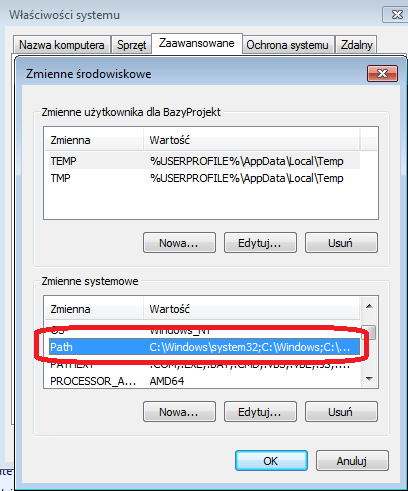 Właściwości systemu
Nazwa komputera Sprzęt Zaawansowane Ochrona systemu Zdalny
Zmienne środowiskowe
Zmienne użytkownika dla BazyProjekt
Zmienna Wartość
TEMP %USERPROFILE%\AppData\Local\Temp
TMP %USERPROFILE%\AppData\Local\Temp
Nowa... Edytuj... Usuń
Zmienne systemowe
Zmienna Wartość
OS Windows_NT
Path C:\Windows\system32;C:\Windows;C:\...
PATHEXT .COM;.EXE;.BAT;.CMD;.VBS;.VBE;.JS;....
PROCESSOR_A... AMD64
Nowa... Edytuj... Usuń
OK Anuluj